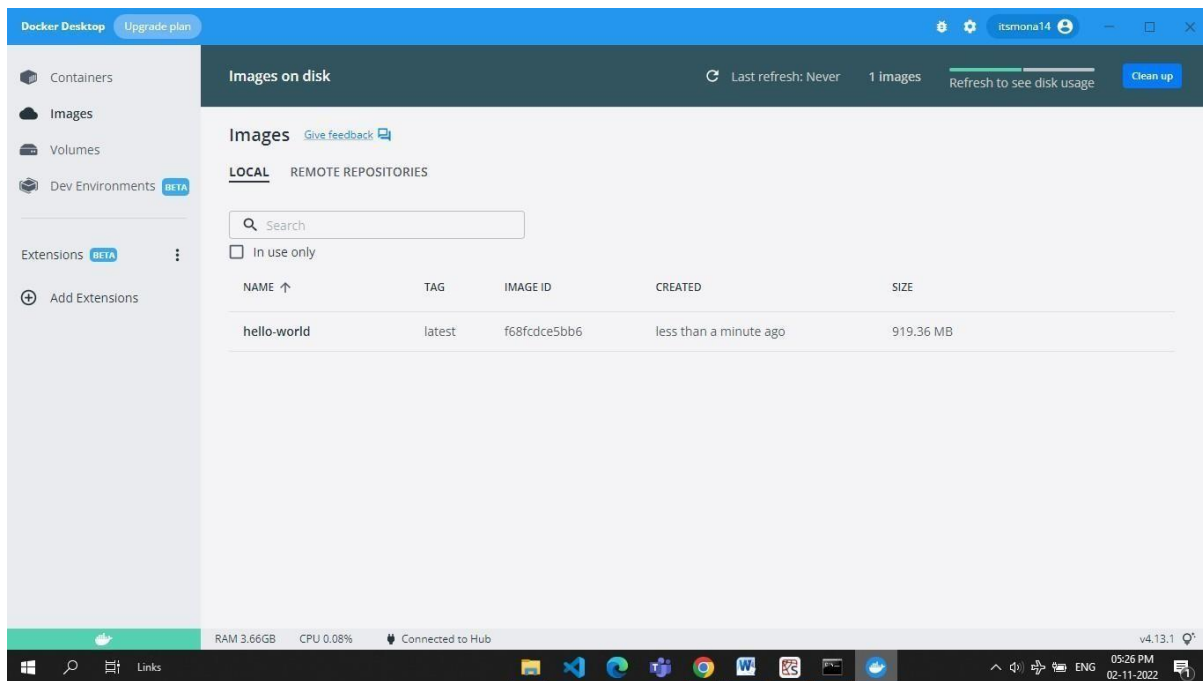 Docker Desktop Upgrade plan itsmona14
Containers
Images
Volumes
Dev Environments BETA
Extensions BETA
Add Extensions
Images on disk Last refresh: Never 1 images Refresh to see disk usage Clean up
Images Give feedback
LOCAL REMOTE REPOSITORIES
Search
In use only
NAME TAG IMAGE ID CREATED SIZE
hello-world latest f68fcdce5bb6 less than a minute ago 919.36 MB
RAM 3.66GB CPU 0.08% Connected to Hub v4.13.1
Links ENG 05:26 PM
02-11-2022